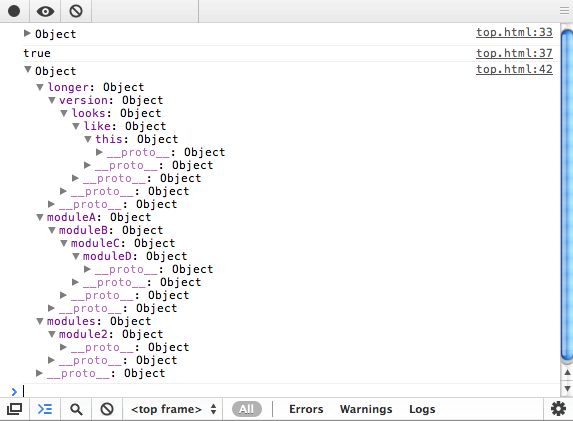 Object top.html:33
true top.html:37
Object top.html:42
longer: Object
version: Object
looks: Object
like: Object
this: Object
__proto__: Object
__proto__: Object
__proto__: Object
__proto__: Object
__proto__: Object
moduleA: Object
moduleB: Object
moduleC: Object
moduleD: Object
__proto__: Object
__proto__: Object
__proto__: Object
__proto__: Object
modules: Object
module2: Object
__proto__: Object
__proto__: Object
__proto__: Object
>
<top frame> All Errors Warnings Logs